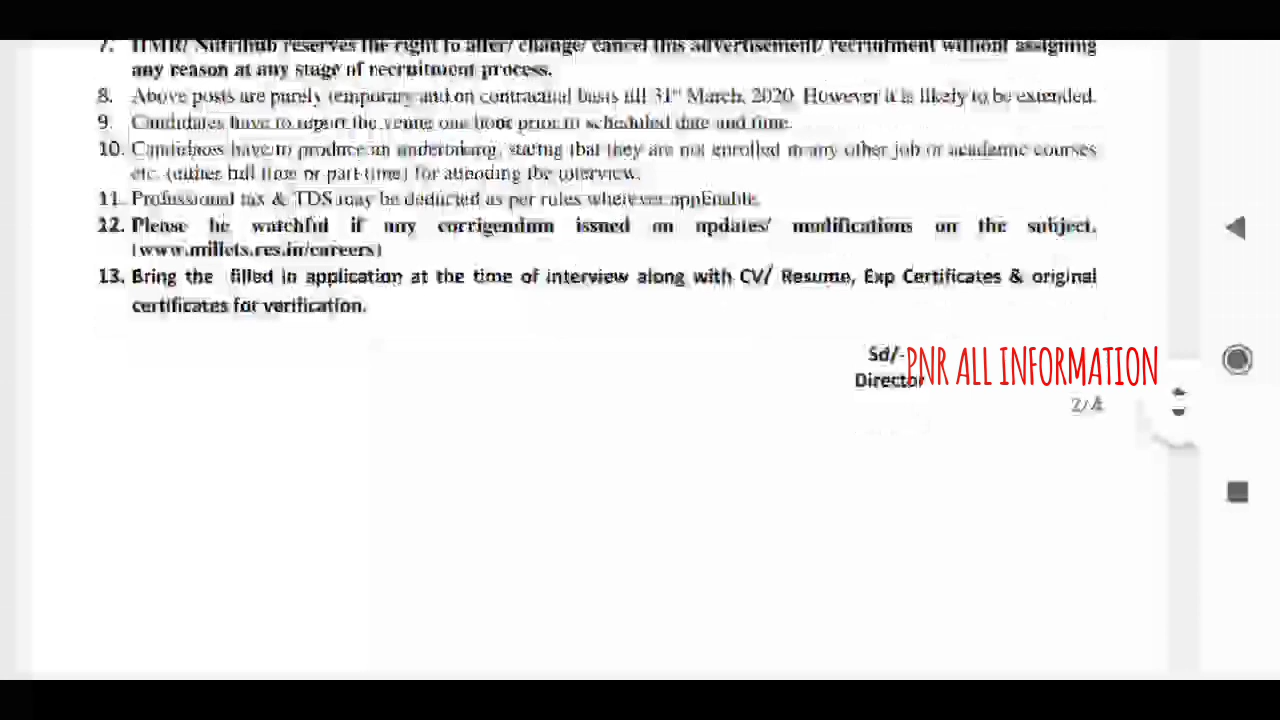 7. IIMR/ Nutrihub reserves the right to alter/ change/ cancel this advertisement/ recruitment without assigning
any reason at any stage of recruitment process.
8. Above posts are purely temporary and on contractual basis till 31st March, 2020. However it is likely to be extended.
9. Candidates have to report the venue one hour prior to scheduled date and time.
10. Candidates have to produce an undertaking, stating that they are not enrolled in any other job or academic courses
etc. (either full time or part time) for attending the interview.
11. Professional tax & TDS may be deducted as per rules wherever applicable.
12. Please be watchful if any corrigendum issued on updates/ modifications on the subject.
(www.millets.res.in/careers)
13. Bring the filled in application at the time of interview along with CV/ Resume, Exp Certificates & original
certificates for verification.
Sd/-
PNR ALL INFORMATION
Director
2/4